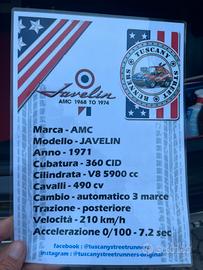 Javelin
AMC 1968 TO 1974
TUSCANY
STREET RUNNERS
Marca - AMC
Modello - JAVELIN
Anno - 1971
Cubatura - 360 CID
Cilindrata - V8 5900 cc
Cavalli - 490 cv
Cambio - automatico 3 marce
Trazione - posteriore
Velocità - 210 km/h
Accelerazione 0/100 - 7.2 sec
facebook : @tuscanystreetrunners
Instagram : @tuscanystreetrunners-original